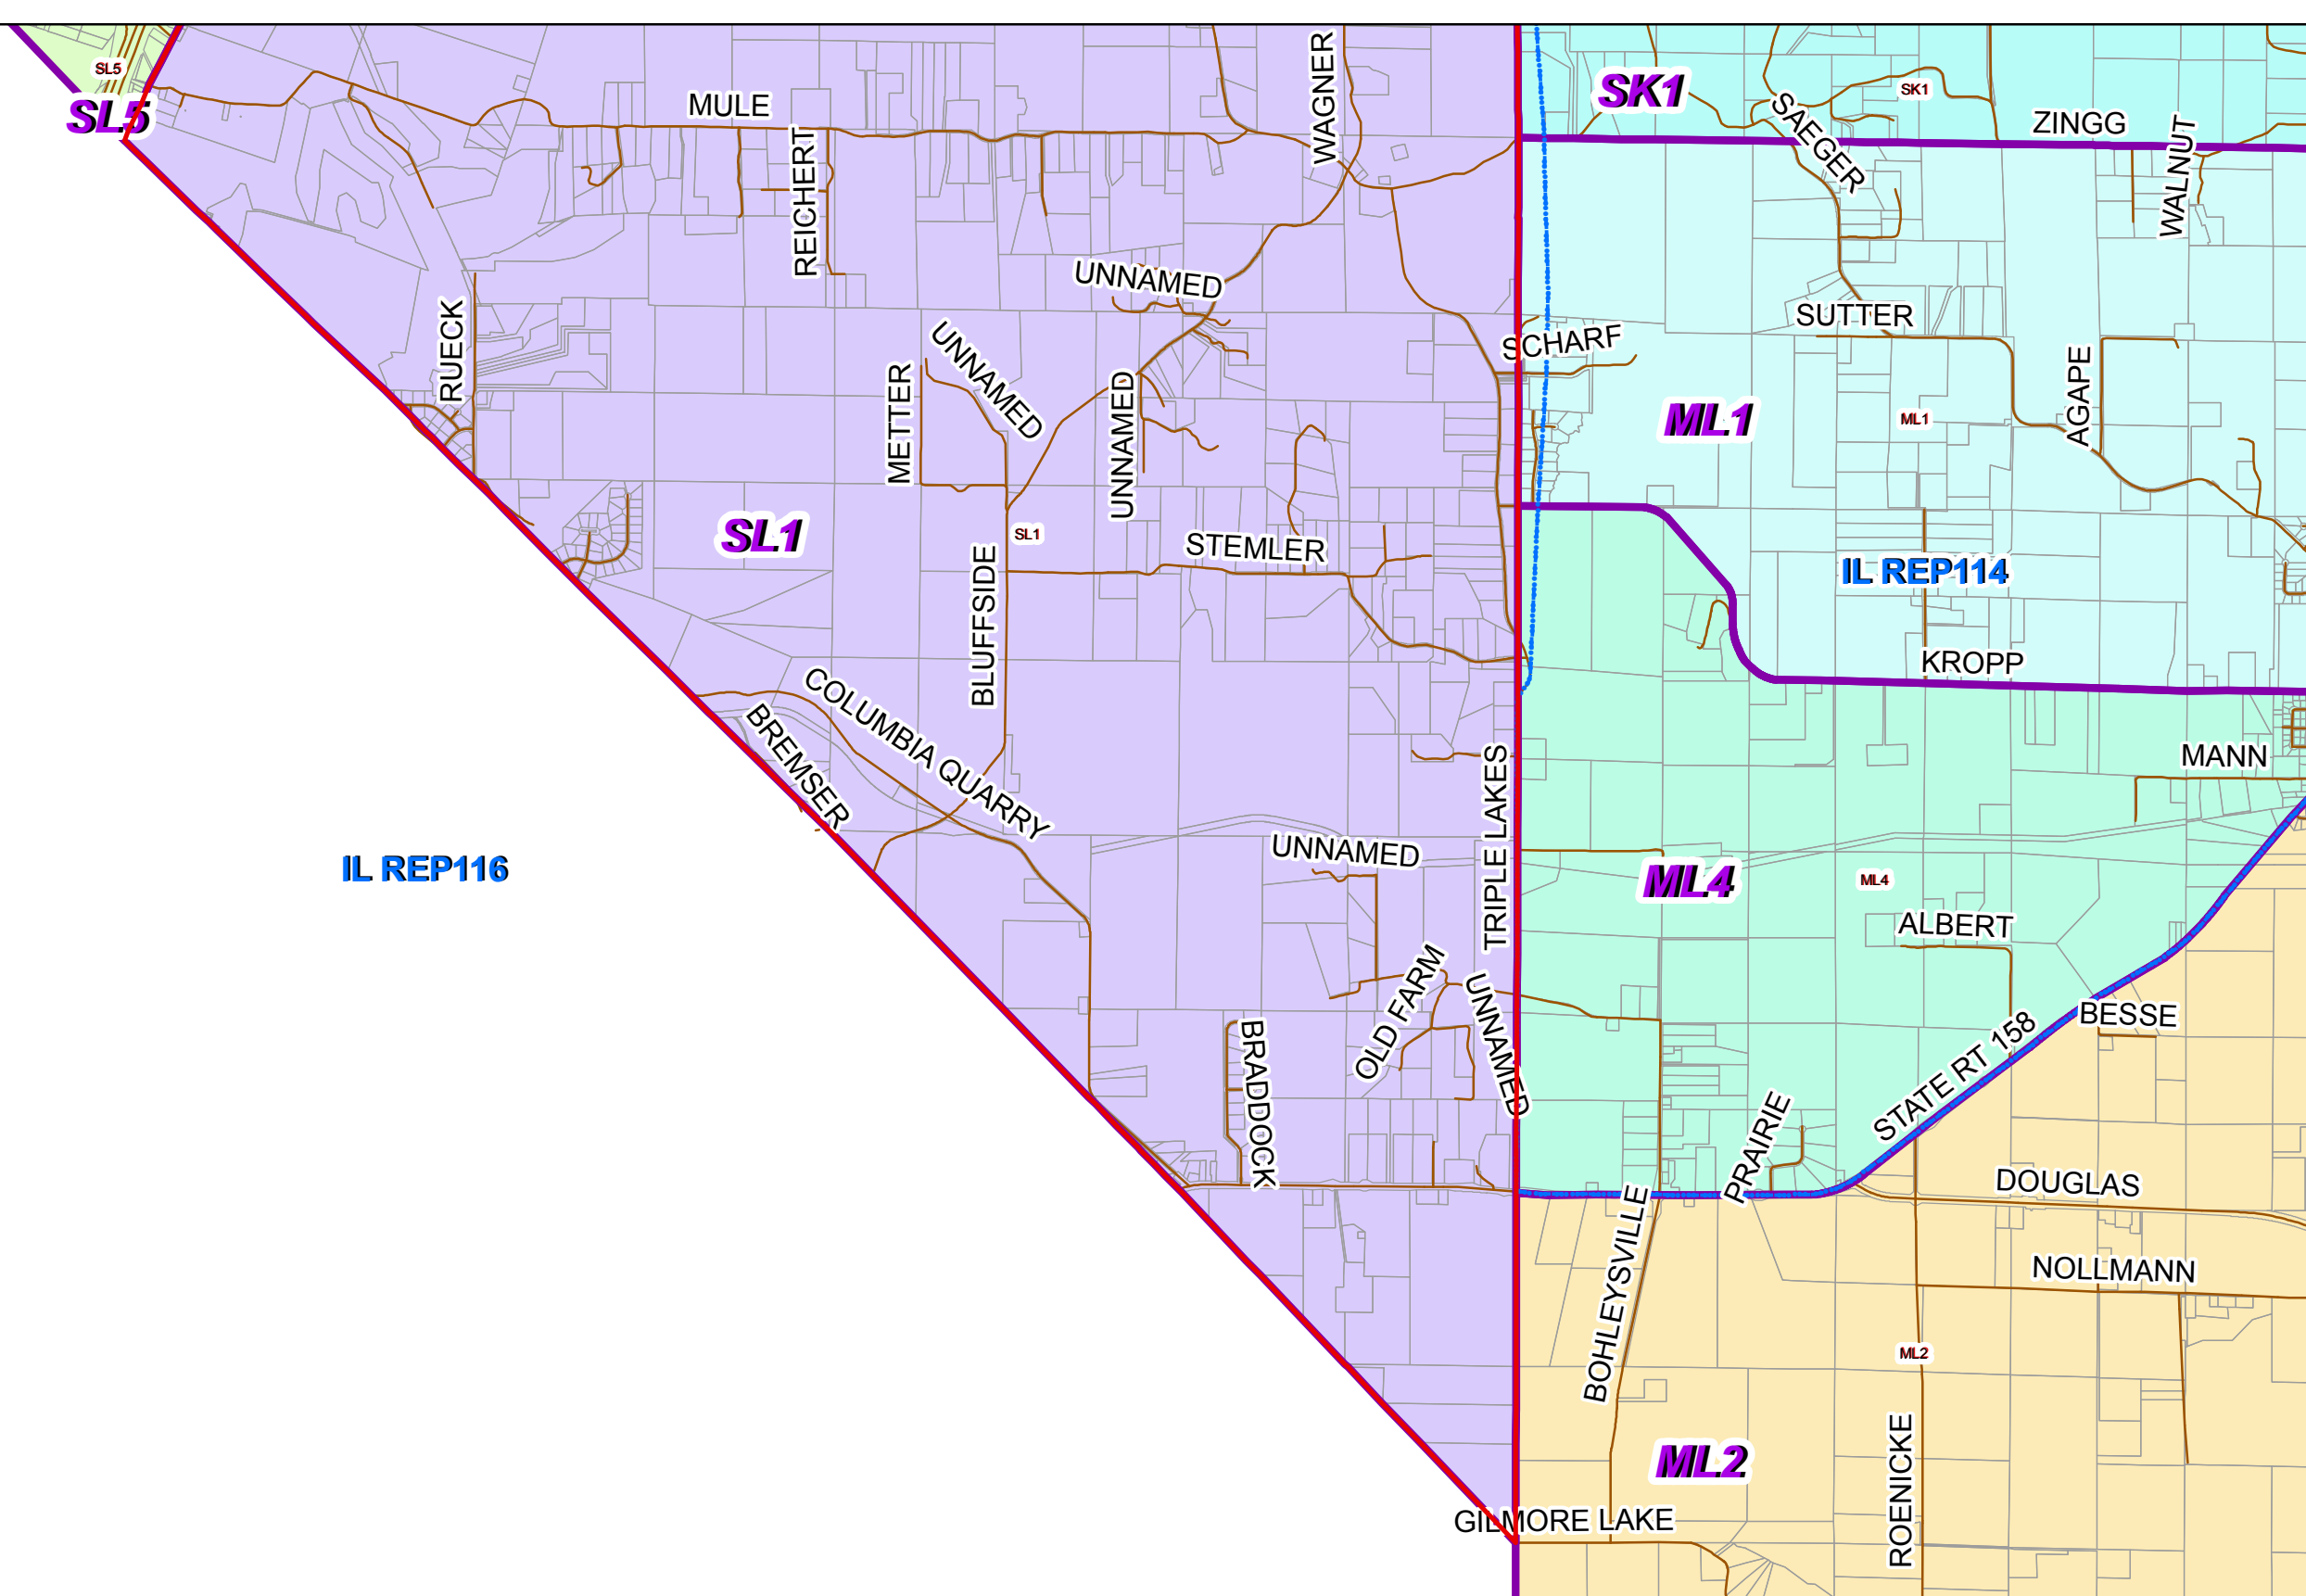 SL5
SL5
MULE
WAGNER
SK1
SK1
SAEGER
ZINGG
WALNUT
REICHERT
UNNAMED
RUECK
UNNAMED
METTER
UNNAMED
SCHARF
SUTTER
AGAPE
ML1
ML1
SL1
SL1
STEMLER
IL REP114
BLUFFSIDE
KROPP
COLUMBIA QUARRY
BREMSER
TRIPLE LAKES
MANN
UNNAMED
IL REP116
ML4
ML4
ALBERT
OLD FARM
UNNAMED
BESSE
STATE RT 158
BRADDOCK
PRAIRIE
DOUGLAS
BOHLEYSVILLE
NOLLMANN
ML2
ML2
ROENICKE
GILMORE LAKE